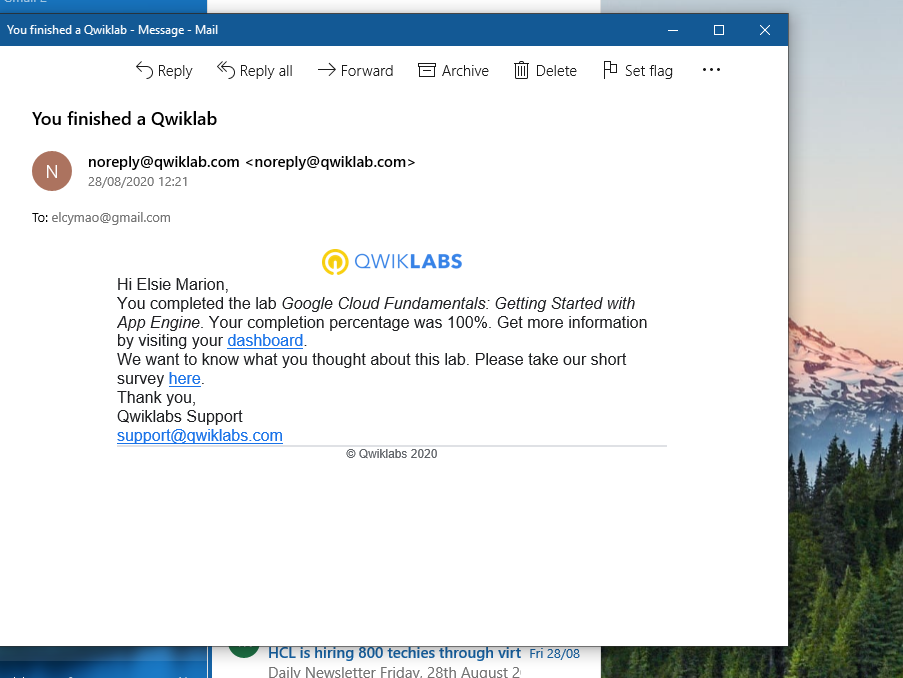 You finished a Qwiklab - Message - Mail
Reply
Reply all
Forward
Archive
Delete
Set flag
You finished a Qwiklab
N
noreply@qwiklab.com <noreply@qwiklab.com>
28/08/2020 12:21
To: elcymao@gmail.com
QWIKLABS
Hi Elsie Marion,
You completed the lab Google Cloud Fundamentals: Getting Started with
App Engine. Your completion percentage was 100%. Get more information
by visiting your dashboard.
We want to know what you thought about this lab. Please take our short
survey here.
Thank you,
Qwiklabs Support
support@qwiklabs.com
© Qwiklabs 2020
HCL is hiring 800 techies through virt Fri 28/08
Daily Newsletter Friday, 28th August